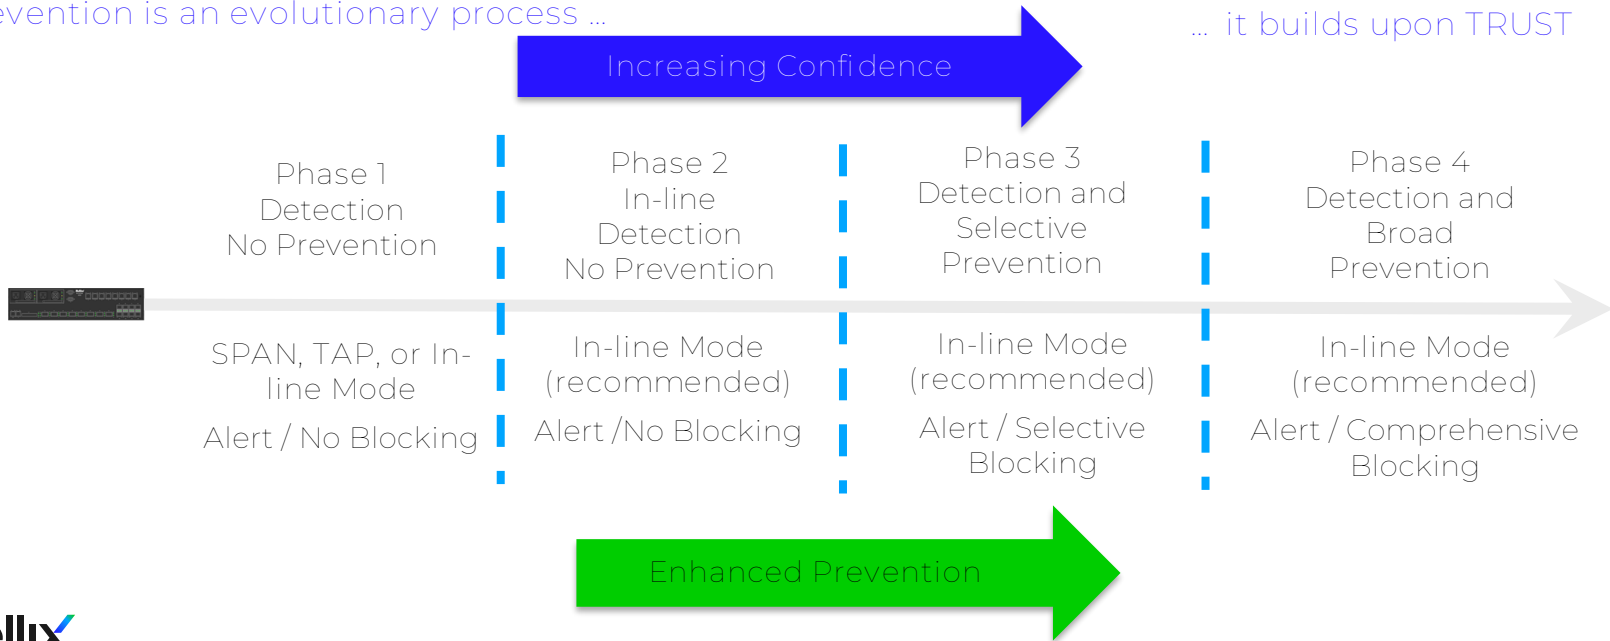 evention is an evolutionary process ...
... it builds upon TRUST
Increasing Confidence
Phase 1
Detection
No Prevention
Phase 2
In-line
Detection
No Prevention
Phase 3
Detection and
Selective
Prevention
Phase 4
Detection and
Broad
Prevention
SPAN, TAP, or In-
line Mode
Alert / No Blocking
In-line Mode
(recommended)
Alert /No Blocking
In-line Mode
(recommended)
Alert / Selective
Blocking
In-line Mode
(recommended)
Alert / Comprehensive
Blocking
Enhanced Prevention
ellix